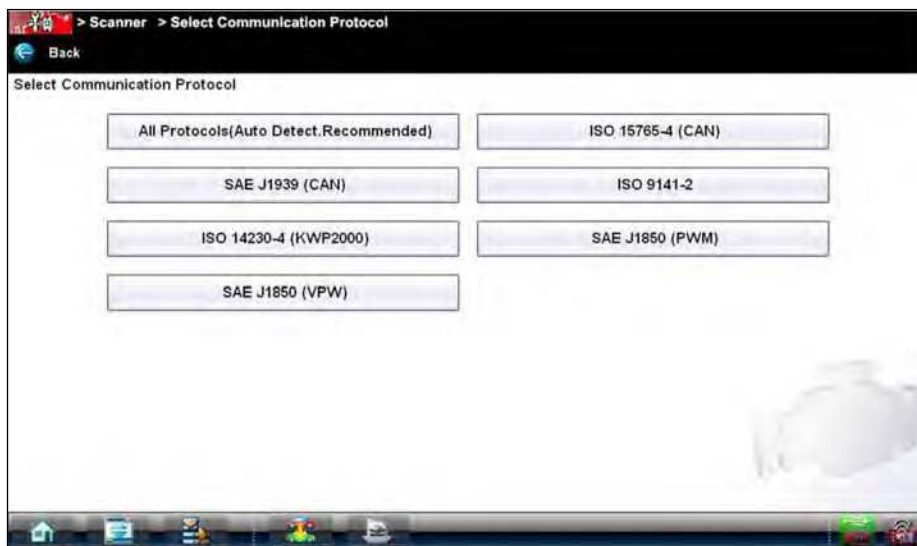 > Scanner > Select Communication Protocol
Back
Select Communication Protocol
All Protocols(Auto Detect.Recommended)
ISO 15765-4 (CAN)
SAE J1939 (CAN)
ISO 9141-2
ISO 14230-4 (KWP2000)
SAE J1850 (PWM)
SAE J1850 (VPW)